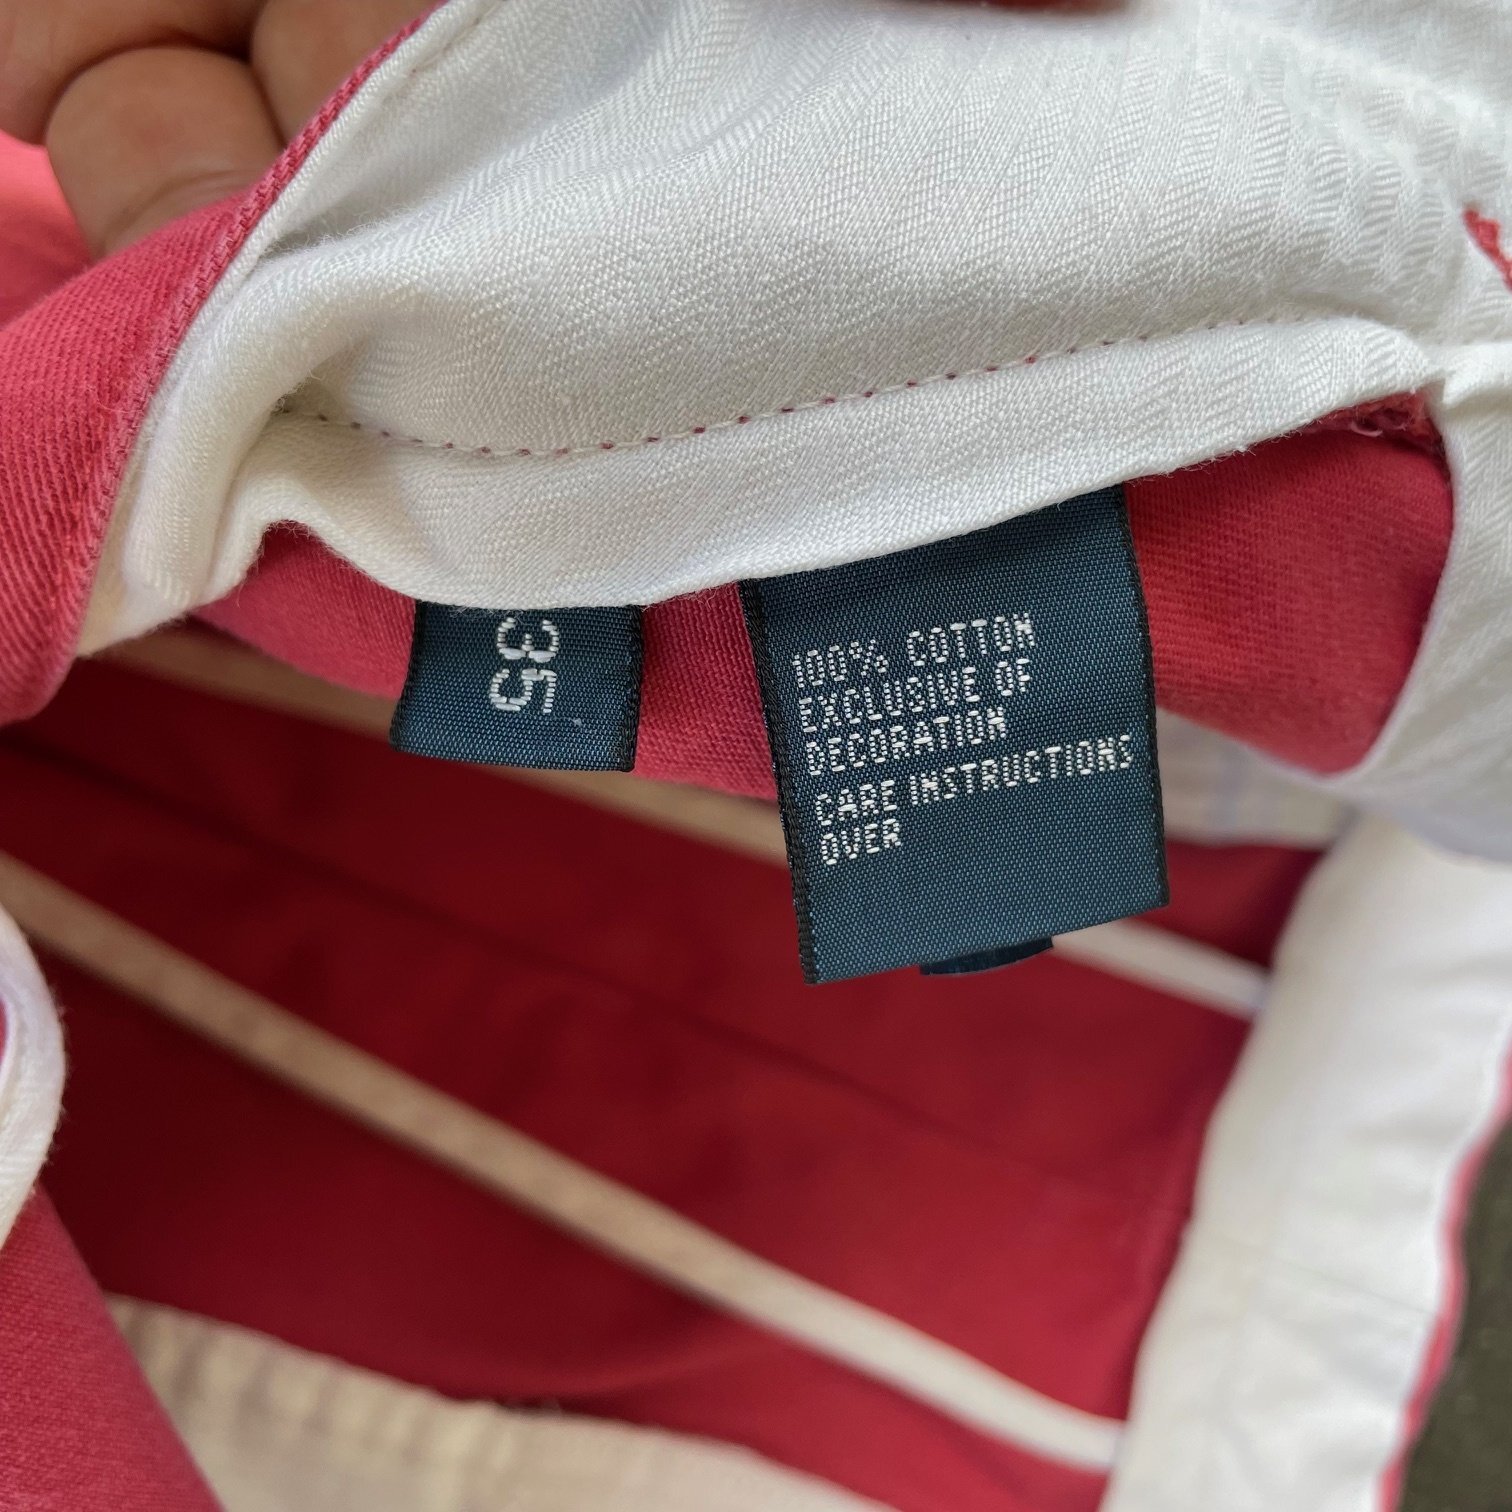 35
100% COTTON
EXCLUSIVE OF
DECORATION
CARE INSTRUCTIONS
OVER